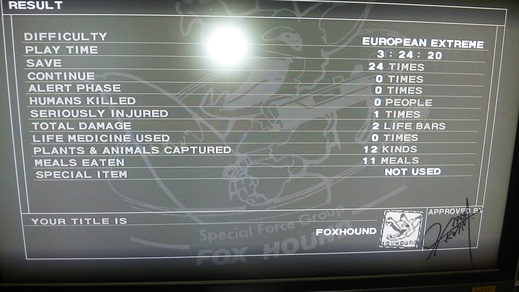 RESULT
DIFFICULTY EUROPEAN EXTREME
PLAY TIME 3:24:20
SAVE 24 TIMES
CONTINUE 0 TIMES
ALERT PHASE 0 TIMES
HUMANS KILLED 0 PEOPLE
SERIOUSLY INJURED 1 TIMES
TOTAL DAMAGE 2 LIFE BARS
LIFE MEDICINE USED 0 TIMES
PLANTS & ANIMALS CAPTURED 12 KINDS
MEALS EATEN 11 MEALS
SPECIAL ITEM NOT USED
YOUR TITLE IS
APPROVED BY
FOXHOUND
Special Force Group
FOX HOUND